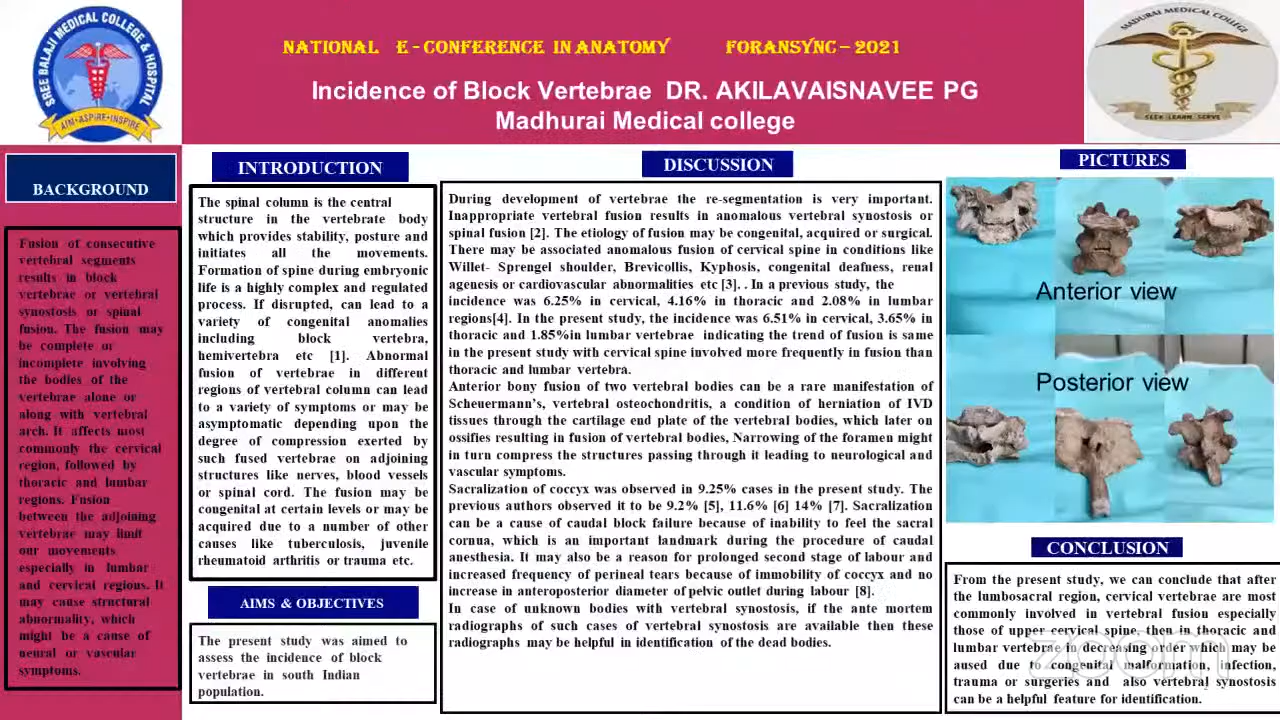 SREE BALAJI MEDICAL COLLEGE & HOSPITAL
AIM - ASPIRE - INSPIRE
NATIONAL E - CONFERENCE IN ANATOMY FORANSYNC – 2021
Incidence of Block Vertebrae DR. AKILAVAISNAVEE PG
Madhurai Medical college
MADURAI MEDICAL COLLEGE
SEEK - LEARN - SERVE
BACKGROUND
Fusion of consecutive
vertebral segments
results in block
vertebrae or vertebral
synostosis or spinal
fusion. The fusion may
be complete or
incomplete involving
the bodies of the
vertebrae alone or
along with vertebral
arch. It affects most
commonly the cervical
region, followed by
thoracic and lumbar
regions. Fusion
between the adjoining
vertebrae may limit
our movements
especially in lumbar
and cervical regions. It
may cause structural
abnormality, which
might be a cause of
neural or vascular
symptoms.
INTRODUCTION
The spinal column is the central
structure in the vertebrate body
which provides stability, posture and
initiates all the movements.
Formation of spine during embryonic
life is a highly complex and regulated
process. If disrupted, can lead to a
variety of congenital anomalies
including block vertebra,
hemivertebra etc [1]. Abnormal
fusion of vertebrae in different
regions of vertebral column can lead
to a variety of symptoms or may be
asymptomatic depending upon the
degree of compression exerted by
such fused vertebrae on adjoining
structures like nerves, blood vessels
or spinal cord. The fusion may be
congenital at certain levels or may be
acquired due to a number of other
causes like tuberculosis, juvenile
rheumatoid arthritis or trauma etc.
AIMS & OBJECTIVES
The present study was aimed to
assess the incidence of block
vertebrae in south Indian
population.
DISCUSSION
During development of vertebrae the re-segmentation is very important.
Inappropriate vertebral fusion results in anomalous vertebral synostosis or
spinal fusion [2]. The etiology of fusion may be congenital, acquired or surgical.
There may be associated anomalous fusion of cervical spine in conditions like
Willet- Sprengel shoulder, Brevicollis, Kyphosis, congenital deafness, renal
agenesis or cardiovascular abnormalities etc [3]. . In a previous study, the
incidence was 6.25% in cervical, 4.16% in thoracic and 2.08% in lumbar
regions[4]. In the present study, the incidence was 6.51% in cervical, 3.65% in
thoracic and 1.85%in lumbar vertebrae indicating the trend of fusion is same
in the present study with cervical spine involved more frequently in fusion than
thoracic and lumbar vertebra.
Anterior bony fusion of two vertebral bodies can be a rare manifestation of
Scheuermann's, vertebral osteochondritis, a condition of herniation of IVD
tissues through the cartilage end plate of the vertebral bodies, which later on
ossifies resulting in fusion of vertebral bodies, Narrowing of the foramen might
in turn compress the structures passing through it leading to neurological and
vascular symptoms.
Sacralization of coccyx was observed in 9.25% cases in the present study. The
previous authors observed it to be 9.2% [5], 11.6% [6] 14% [7]. Sacralization
can be a cause of caudal block failure because of inability to feel the sacral
cornua, which is an important landmark during the procedure of caudal
anesthesia. It may also be a reason for prolonged second stage of labour and
increased frequency of perineal tears because of immobility of coccyx and no
increase in anteroposterior diameter of pelvic outlet during labour [8].
In case of unknown bodies with vertebral synostosis, if the ante mortem
radiographs of such cases of vertebral synostosis are available then these
radiographs may be helpful in identification of the dead bodies.
PICTURES
Anterior view
Posterior view
CONCLUSION
From the present study, we can conclude that after
the lumbosacral region, cervical vertebrae are most
commonly involved in vertebral fusion especially
those of upper cervical spine, then in thoracic and
lumbar vertebrae in decreasing order which may be
aused due to congenital malformation, infection,
trauma or surgeries and also vertebral synostosis
can be a helpful feature for identification.
zoom